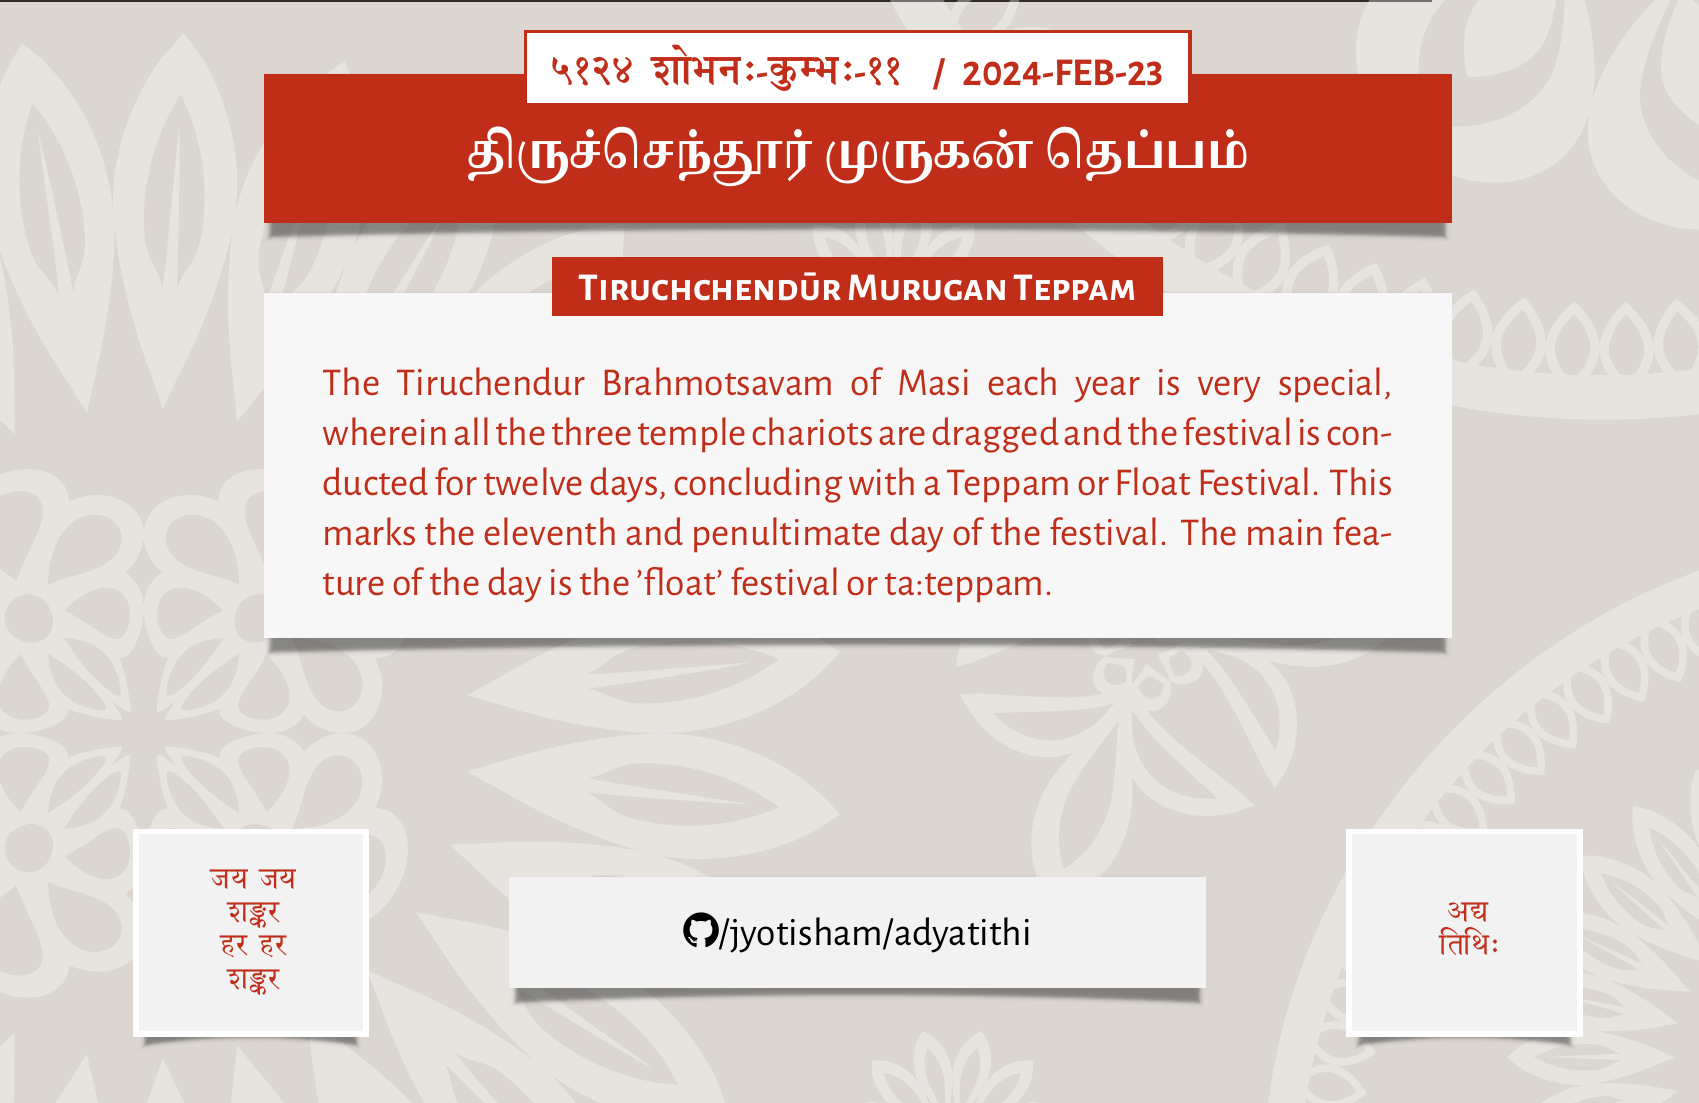 ५१२४ शोभनः-कुम्भः-११ / 2024-FEB-23
திருச்செந்தூர் முருகன் தெப்பம்
Tiruchchendūr Murugan Teppam
The Tiruchendur Brahmotsavam of Masi each year is very special,
wherein all the three temple chariots are dragged and the festival is con-
ducted for twelve days, concluding with a Teppam or Float Festival. This
marks the eleventh and penultimate day of the festival. The main fea-
ture of the day is the ’float’ festival or ta:teppam.
जय जय
शङ्कर
हर हर
शङ्कर
/jyotisham/adyatithi
अद्य
तिथिः